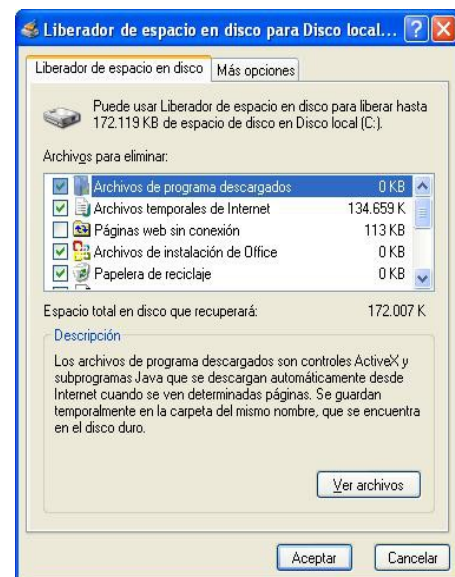 Liberador de espacio en disco para Disco local...
Liberador de espacio en disco
Más opciones
Puede usar Liberador de espacio en disco para liberar hasta
172.119 KB de espacio de disco en Disco local (C:).
Archivos para eliminar:
Archivos de programa descargados 0 KB
Archivos temporales de Internet 134.659 K
Páginas web sin conexión 113 KB
Archivos de instalación de Office 0 KB
Papelera de reciclaje 0 KB
Espacio total en disco que recuperará: 172.007 K
Descripción
Los archivos de programa descargados son controles ActiveX y
subprogramas Java que se descargan automáticamente desde
Internet cuando se ven determinadas páginas. Se guardan
temporalmente en la carpeta del mismo nombre, que se encuentra
en el disco duro.
Ver archivos
Aceptar
Cancelar